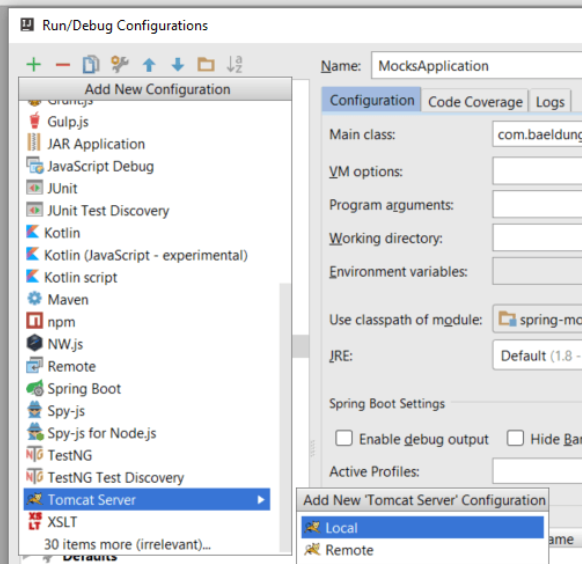 Run/Debug Configurations
Add New Configuration
Grunt.js
Gulp.js
JAR Application
JavaScript Debug
JUnit
JUnit Test Discovery
Kotlin
Kotlin (JavaScript - experimental)
Kotlin script
Maven
npm
NW.js
Remote
Spring Boot
Spy-js
Spy-js for Node.js
TestNG
TestNG Test Discovery
Tomcat Server
XSLT
30 items more (irrelevant)...
Defaults
Name: MocksApplication
Configuration Code Coverage Logs
Main class: com.baeldung
VM options:
Program arguments:
Working directory:
Environment variables:
Use classpath of module: spring-mo
JRE: Default (1.8 -
Spring Boot Settings
Enable debug output Hide Ban
Active Profiles:
Add New 'Tomcat Server' Configuration
Local
Remote
ame